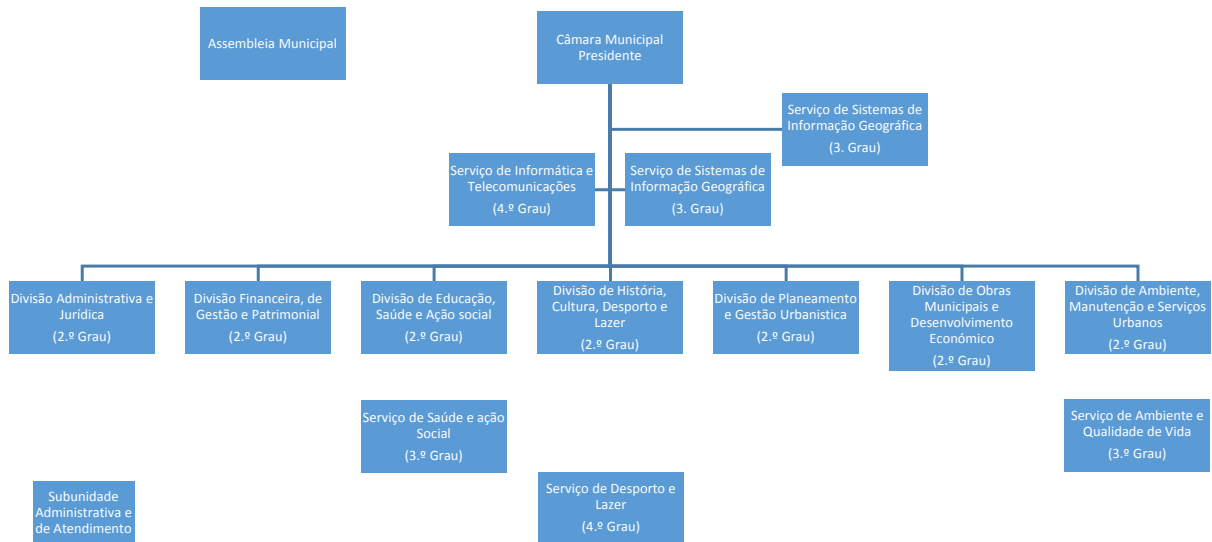 Assembleia Municipal
Câmara Municipal
Presidente
Serviço de Sistemas de
Informação Geográfica
(3. Grau)
Serviço de Informática e
Telecomunicações
(4.º Grau)
Serviço de Sistemas de
Informação Geográfica
(3. Grau)
Divisão Administrativa e
Jurídica
(2.º Grau)
Divisão Financeira, de
Gestão e Patrimonial
(2.º Grau)
Divisão de Educação,
Saúde e Ação social
(2.º Grau)
Divisão de História,
Cultura, Desporto e
Lazer
(2.º Grau)
Divisão de Planeamento
e Gestão Urbanistica
(2.º Grau)
Divisão de Obras
Municipais e
Desenvolvimento
Económico
(2.º Grau)
Divisão de Ambiente,
Manutenção e Serviços
Urbanos
(2.º Grau)
Serviço de Saúde e ação
Social
(3.º Grau)
Serviço de Ambiente e
Qualidade de Vida
(3.º Grau)
Subunidade
Administrativa e
de Atendimento
Serviço de Desporto e
Lazer
(4.º Grau)